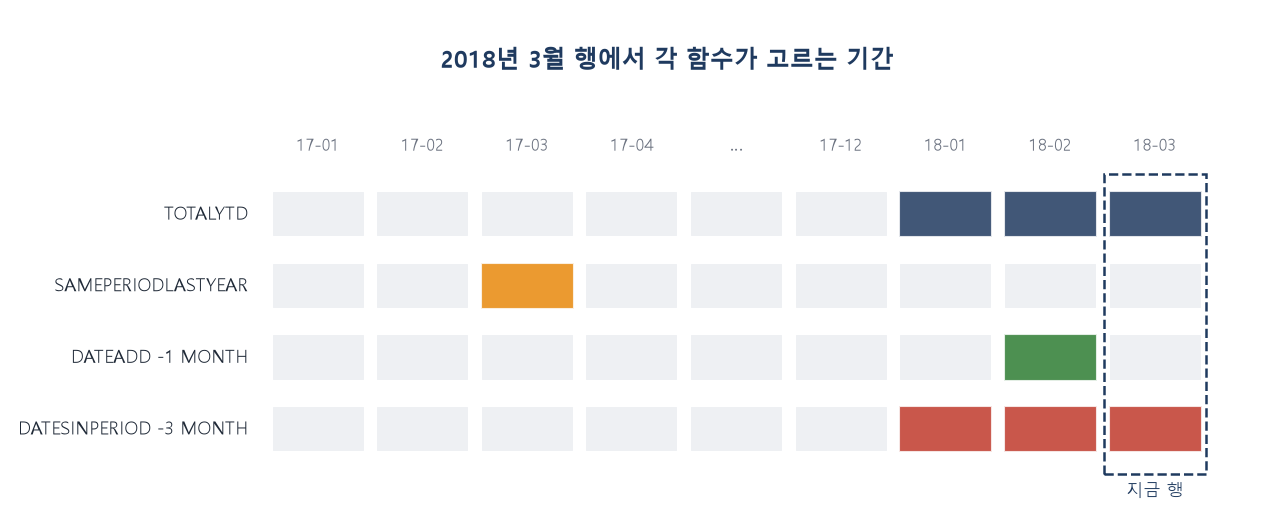 2018년 3월 행에서 각 함수가 고르는 기간
17-01 17-02 17-03 17-04 ... 17-12 18-01 18-02 18-03
TOTALYTD
SAMEPERIODLASTYEAR
DATEADD -1 MONTH
DATESINPERIOD -3 MONTH
지금 행